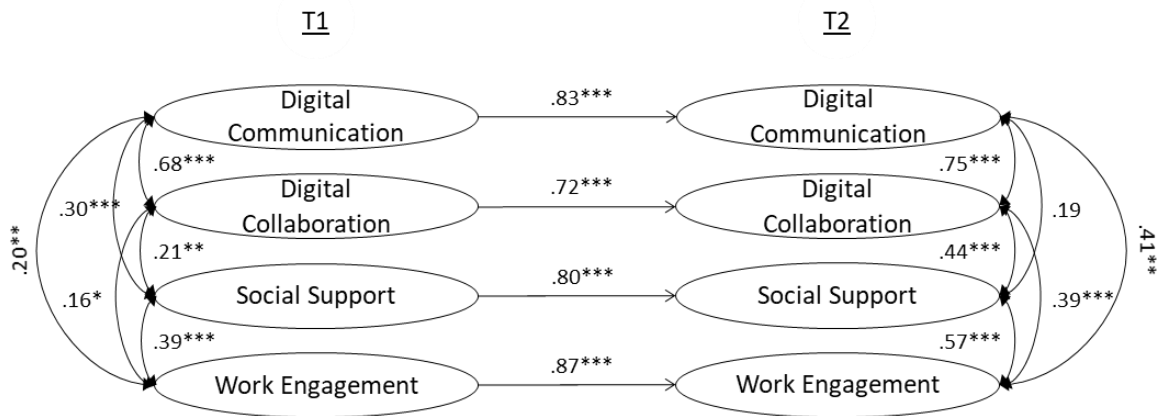 T1
T2
Digital
Communication
.83***
Digital
Communication
.68***
.75***
.30***
Digital
Collaboration
.72***
Digital
Collaboration
.19
.20**
.21**
.44***
.41**
.16*
Social Support
.80***
Social Support
.39***
.39***
.57***
Work Engagement
.87***
Work Engagement